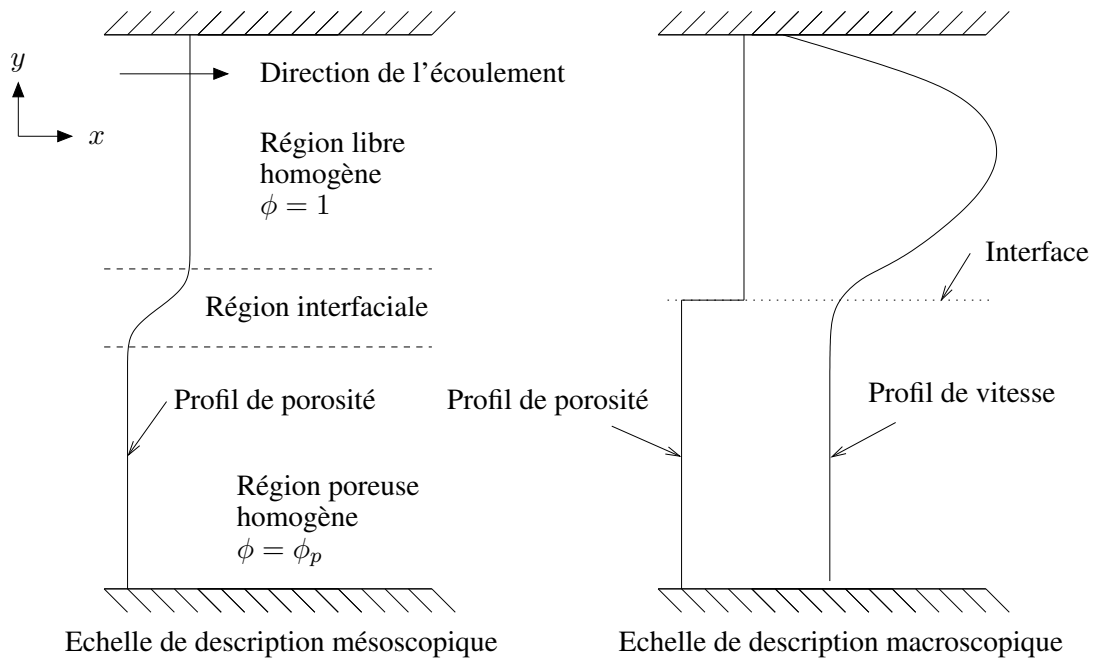 y
x
Direction de l'écoulement
Région libre
homogène
ϕ = 1
Région interfaciale
Profil de porosité
Région poreuse
homogène
ϕ = ϕₚ
Echelle de description mésoscopique
Interface
Profil de porosité
Profil de vitesse
Echelle de description macroscopique